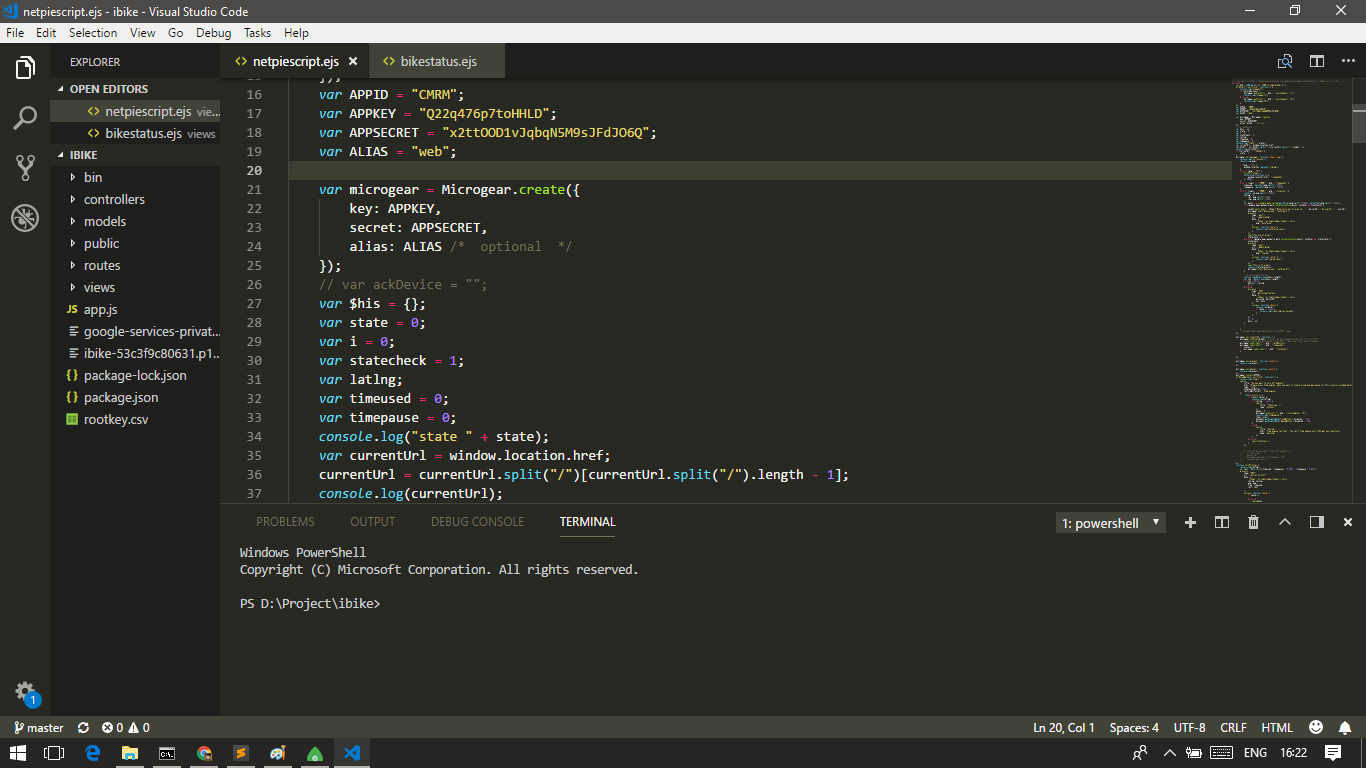 netpiescript.ejs - ibike - Visual Studio Code
File Edit Selection View Go Debug Tasks Help
EXPLORER
netpiescript.ejs
bikestatus.ejs
OPEN EDITORS
netpiescript.ejs vie...
bikestatus.ejs views
IBIKE
bin
controllers
models
public
routes
views
JS app.js
google-services-privat...
ibike-53c3f9c80631.p1...
{} package-lock.json
{} package.json
rootkey.csv
16 var APPID = "CMRM";
17 var APPKEY = "Q22q476p7toHHLD";
18 var APPSECRET = "x2ttOOD1vJqbqN5M9sJFdJO6Q";
19 var ALIAS = "web";
20
21 var microgear = Microgear.create({
22 key: APPKEY,
23 secret: APPSECRET,
24 alias: ALIAS /*  optional  */
25 });
26 // var ackDevice = "";
27 var $his = {};
28 var state = 0;
29 var i = 0;
30 var statecheck = 1;
31 var latlng;
32 var timeused = 0;
33 var timepause = 0;
34 console.log("state " + state);
35 var currentUrl = window.location.href;
36 currentUrl = currentUrl.split("/")[currentUrl.split("/").length - 1];
37 console.log(currentUrl);
PROBLEMS OUTPUT DEBUG CONSOLE TERMINAL
1: powershell
Windows PowerShell
Copyright (C) Microsoft Corporation. All rights reserved.
PS D:\Project\ibike>
1
master 0 0
Ln 20, Col 1 Spaces: 4 UTF-8 CRLF HTML
ENG 16:22